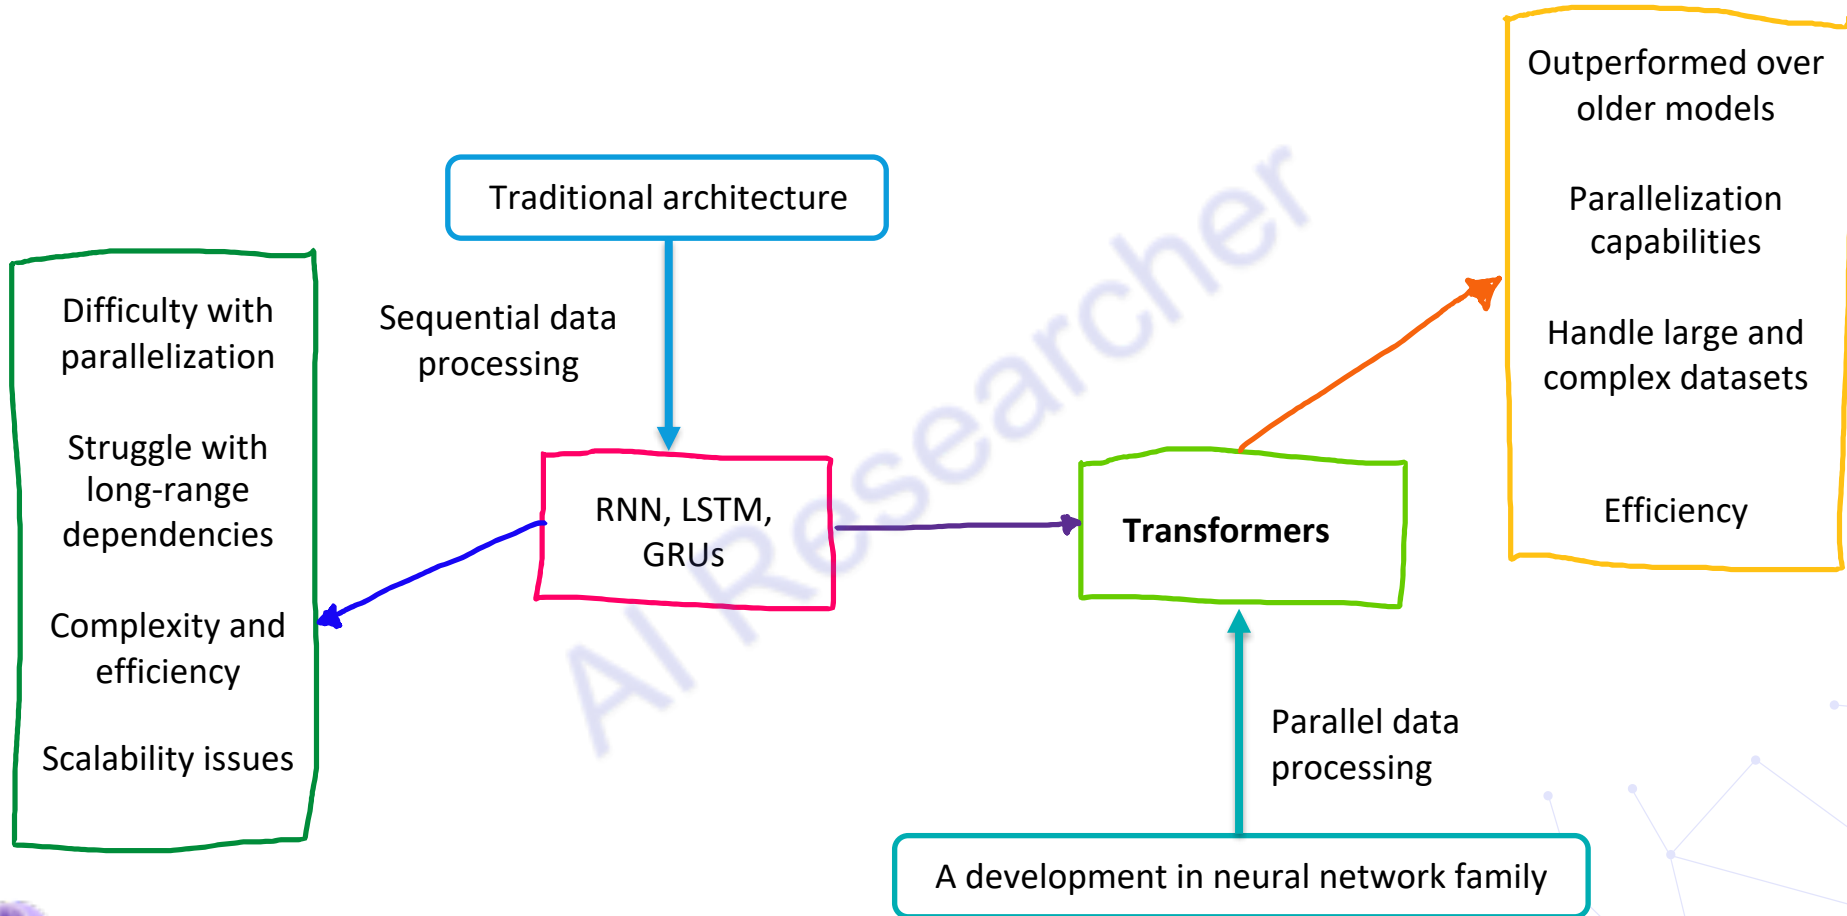 Outperformed over
older models
Parallelization
capabilities
Handle large and
complex datasets
Efficiency
Traditional architecture
Sequential data
processing
Difficulty with
parallelization
Struggle with
long-range
dependencies
Complexity and
efficiency
Scalability issues
RNN, LSTM,
GRUs
Transformers
Parallel data
processing
A development in neural network family
AI Researcher